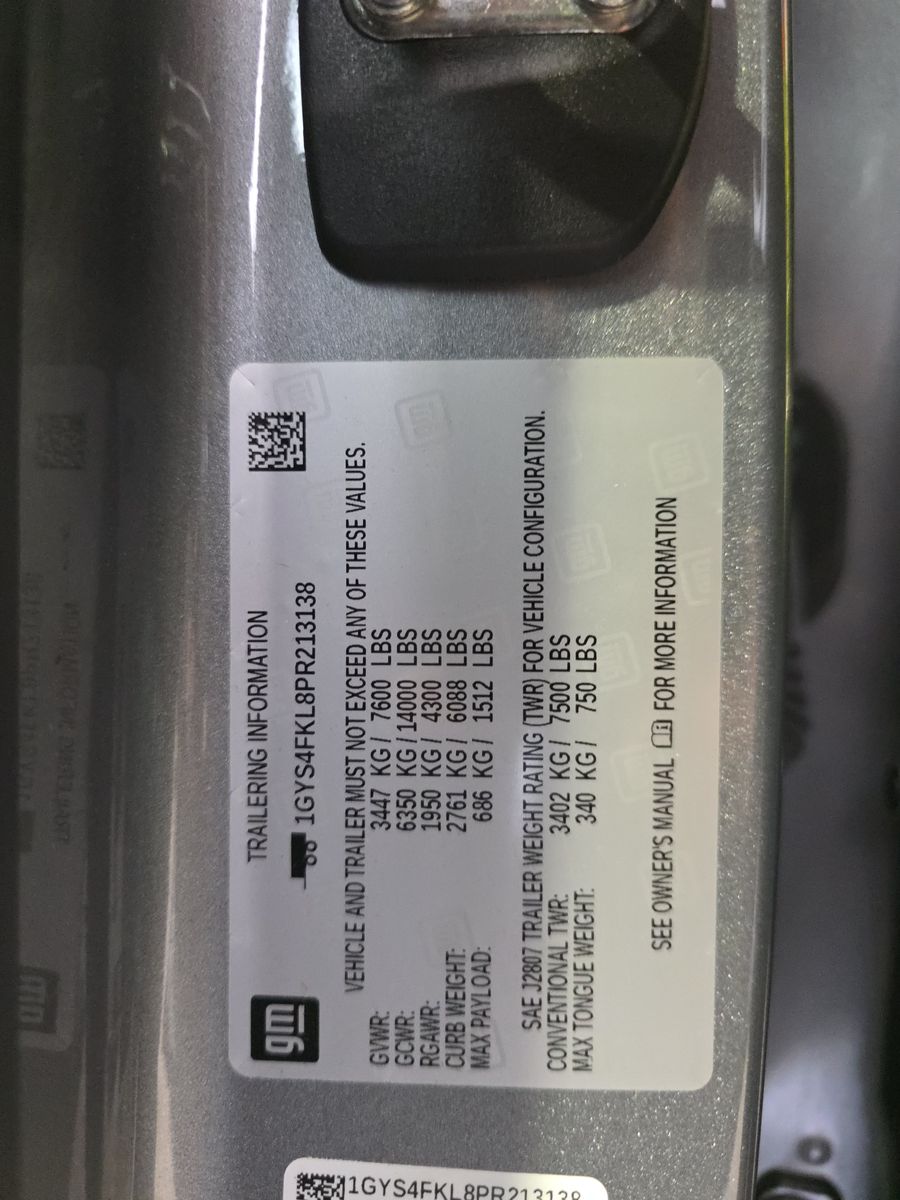 gm
TRAILERING INFORMATION
1GYS4FKL8PR213138
VEHICLE AND TRAILER MUST NOT EXCEED ANY OF THESE VALUES.
GVWR: 3447 KG / 7600 LBS
GCWR: 6350 KG / 14000 LBS
RGAWR: 1950 KG / 4300 LBS
CURB WEIGHT: 2761 KG / 6088 LBS
MAX PAYLOAD: 686 KG / 1512 LBS
SAE J2807 TRAILER WEIGHT RATING (TWR) FOR VEHICLE CONFIGURATION.
CONVENTIONAL TWR: 3402 KG / 7500 LBS
MAX TONGUE WEIGHT: 340 KG / 750 LBS
SEE OWNER'S MANUAL FOR MORE INFORMATION
1GYS4FKL8PR213138